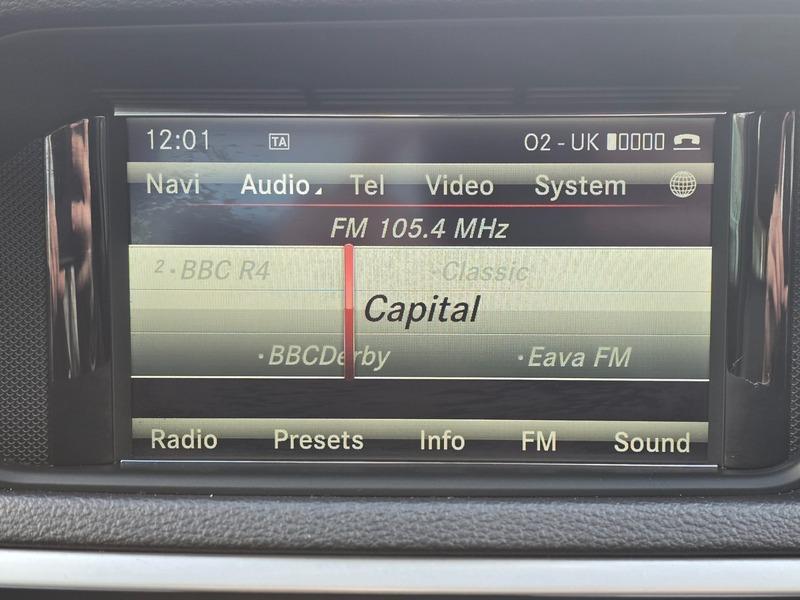 12:01 TA O2 - UK
Navi Audio Tel Video System
FM 105.4 MHz
2 · BBC R4 · Classic
Capital
· BBCDerby · Eava FM
Radio Presets Info FM Sound